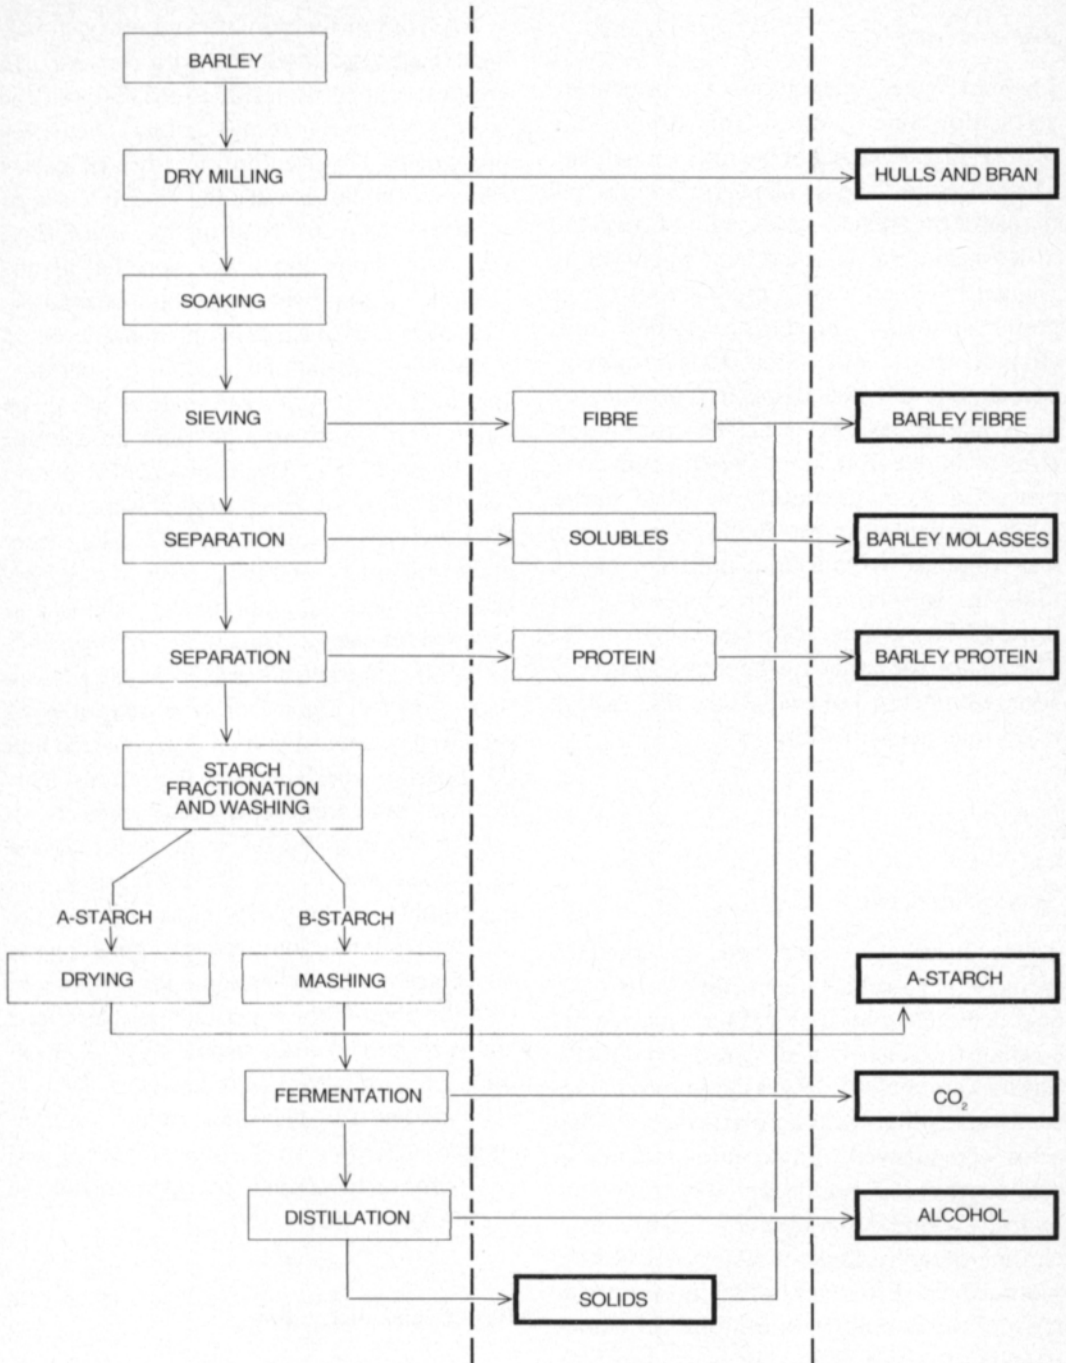 BARLEY
DRY MILLING
HULLS AND BRAN
SOAKING
SIEVING
FIBRE
BARLEY FIBRE
SEPARATION
SOLUBLES
BARLEY MOLASSES
SEPARATION
PROTEIN
BARLEY PROTEIN
STARCH
FRACTIONATION
AND WASHING
A-STARCH
B-STARCH
DRYING
MASHING
A-STARCH
FERMENTATION
CO₂
DISTILLATION
ALCOHOL
SOLIDS